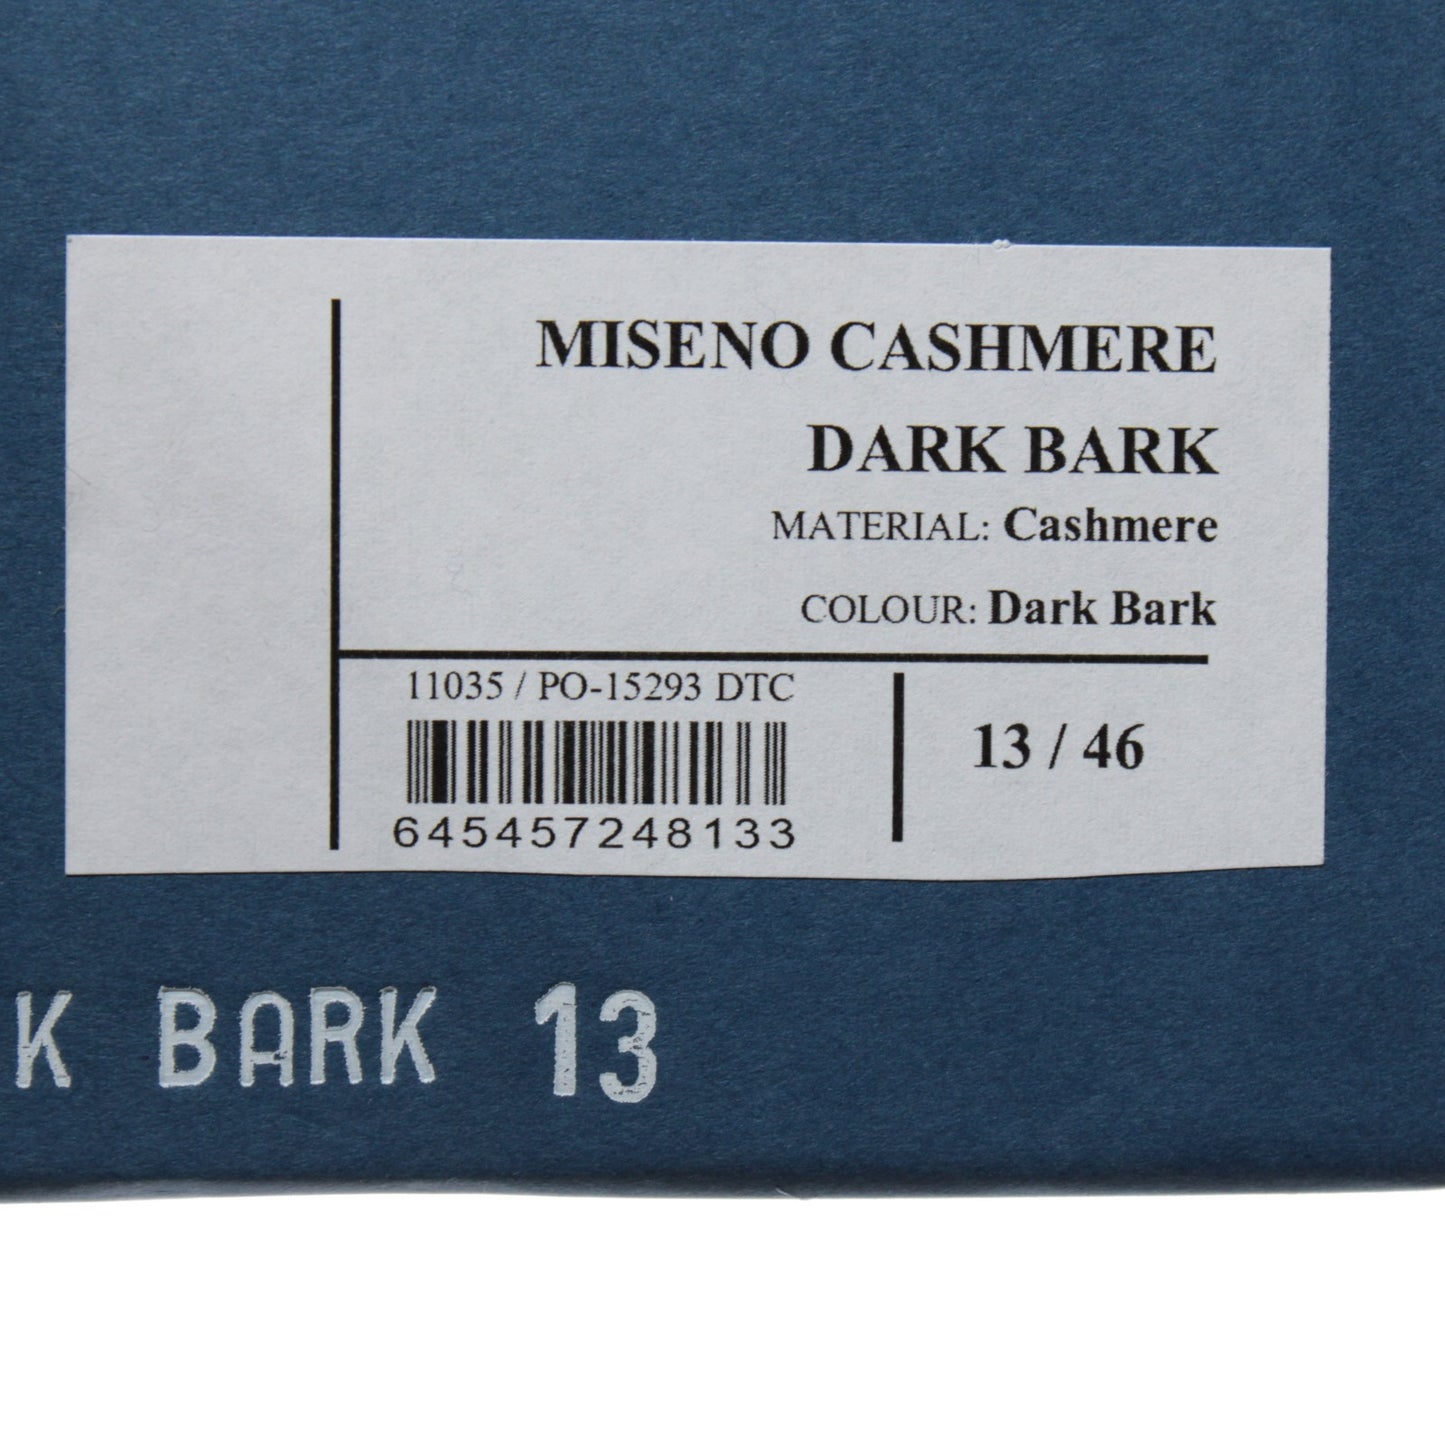 MISENO CASHMERE
DARK BARK
MATERIAL: Cashmere
COLOUR: Dark Bark
11035 / PO-15293 DTC
645457248133
13 / 46
K BARK 13